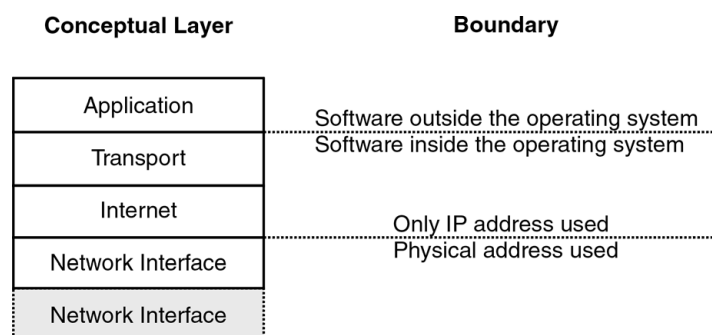 Conceptual Layer
Boundary
Application
Software outside the operating system
Software inside the operating system
Transport
Internet
Only IP address used
Physical address used
Network Interface
Network Interface